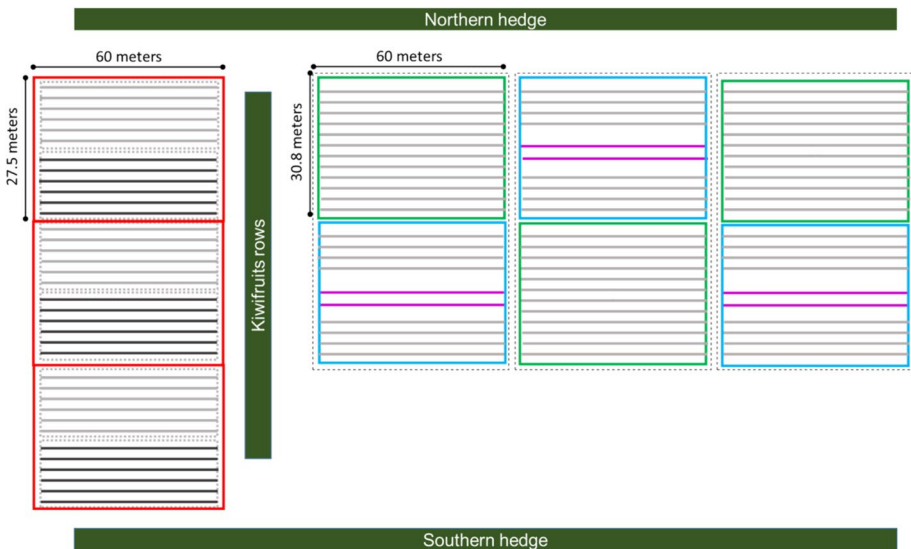 Northern hedge
60 meters
60 meters
27.5 meters
30.8 meters
Kiwifruits rows
Southern hedge